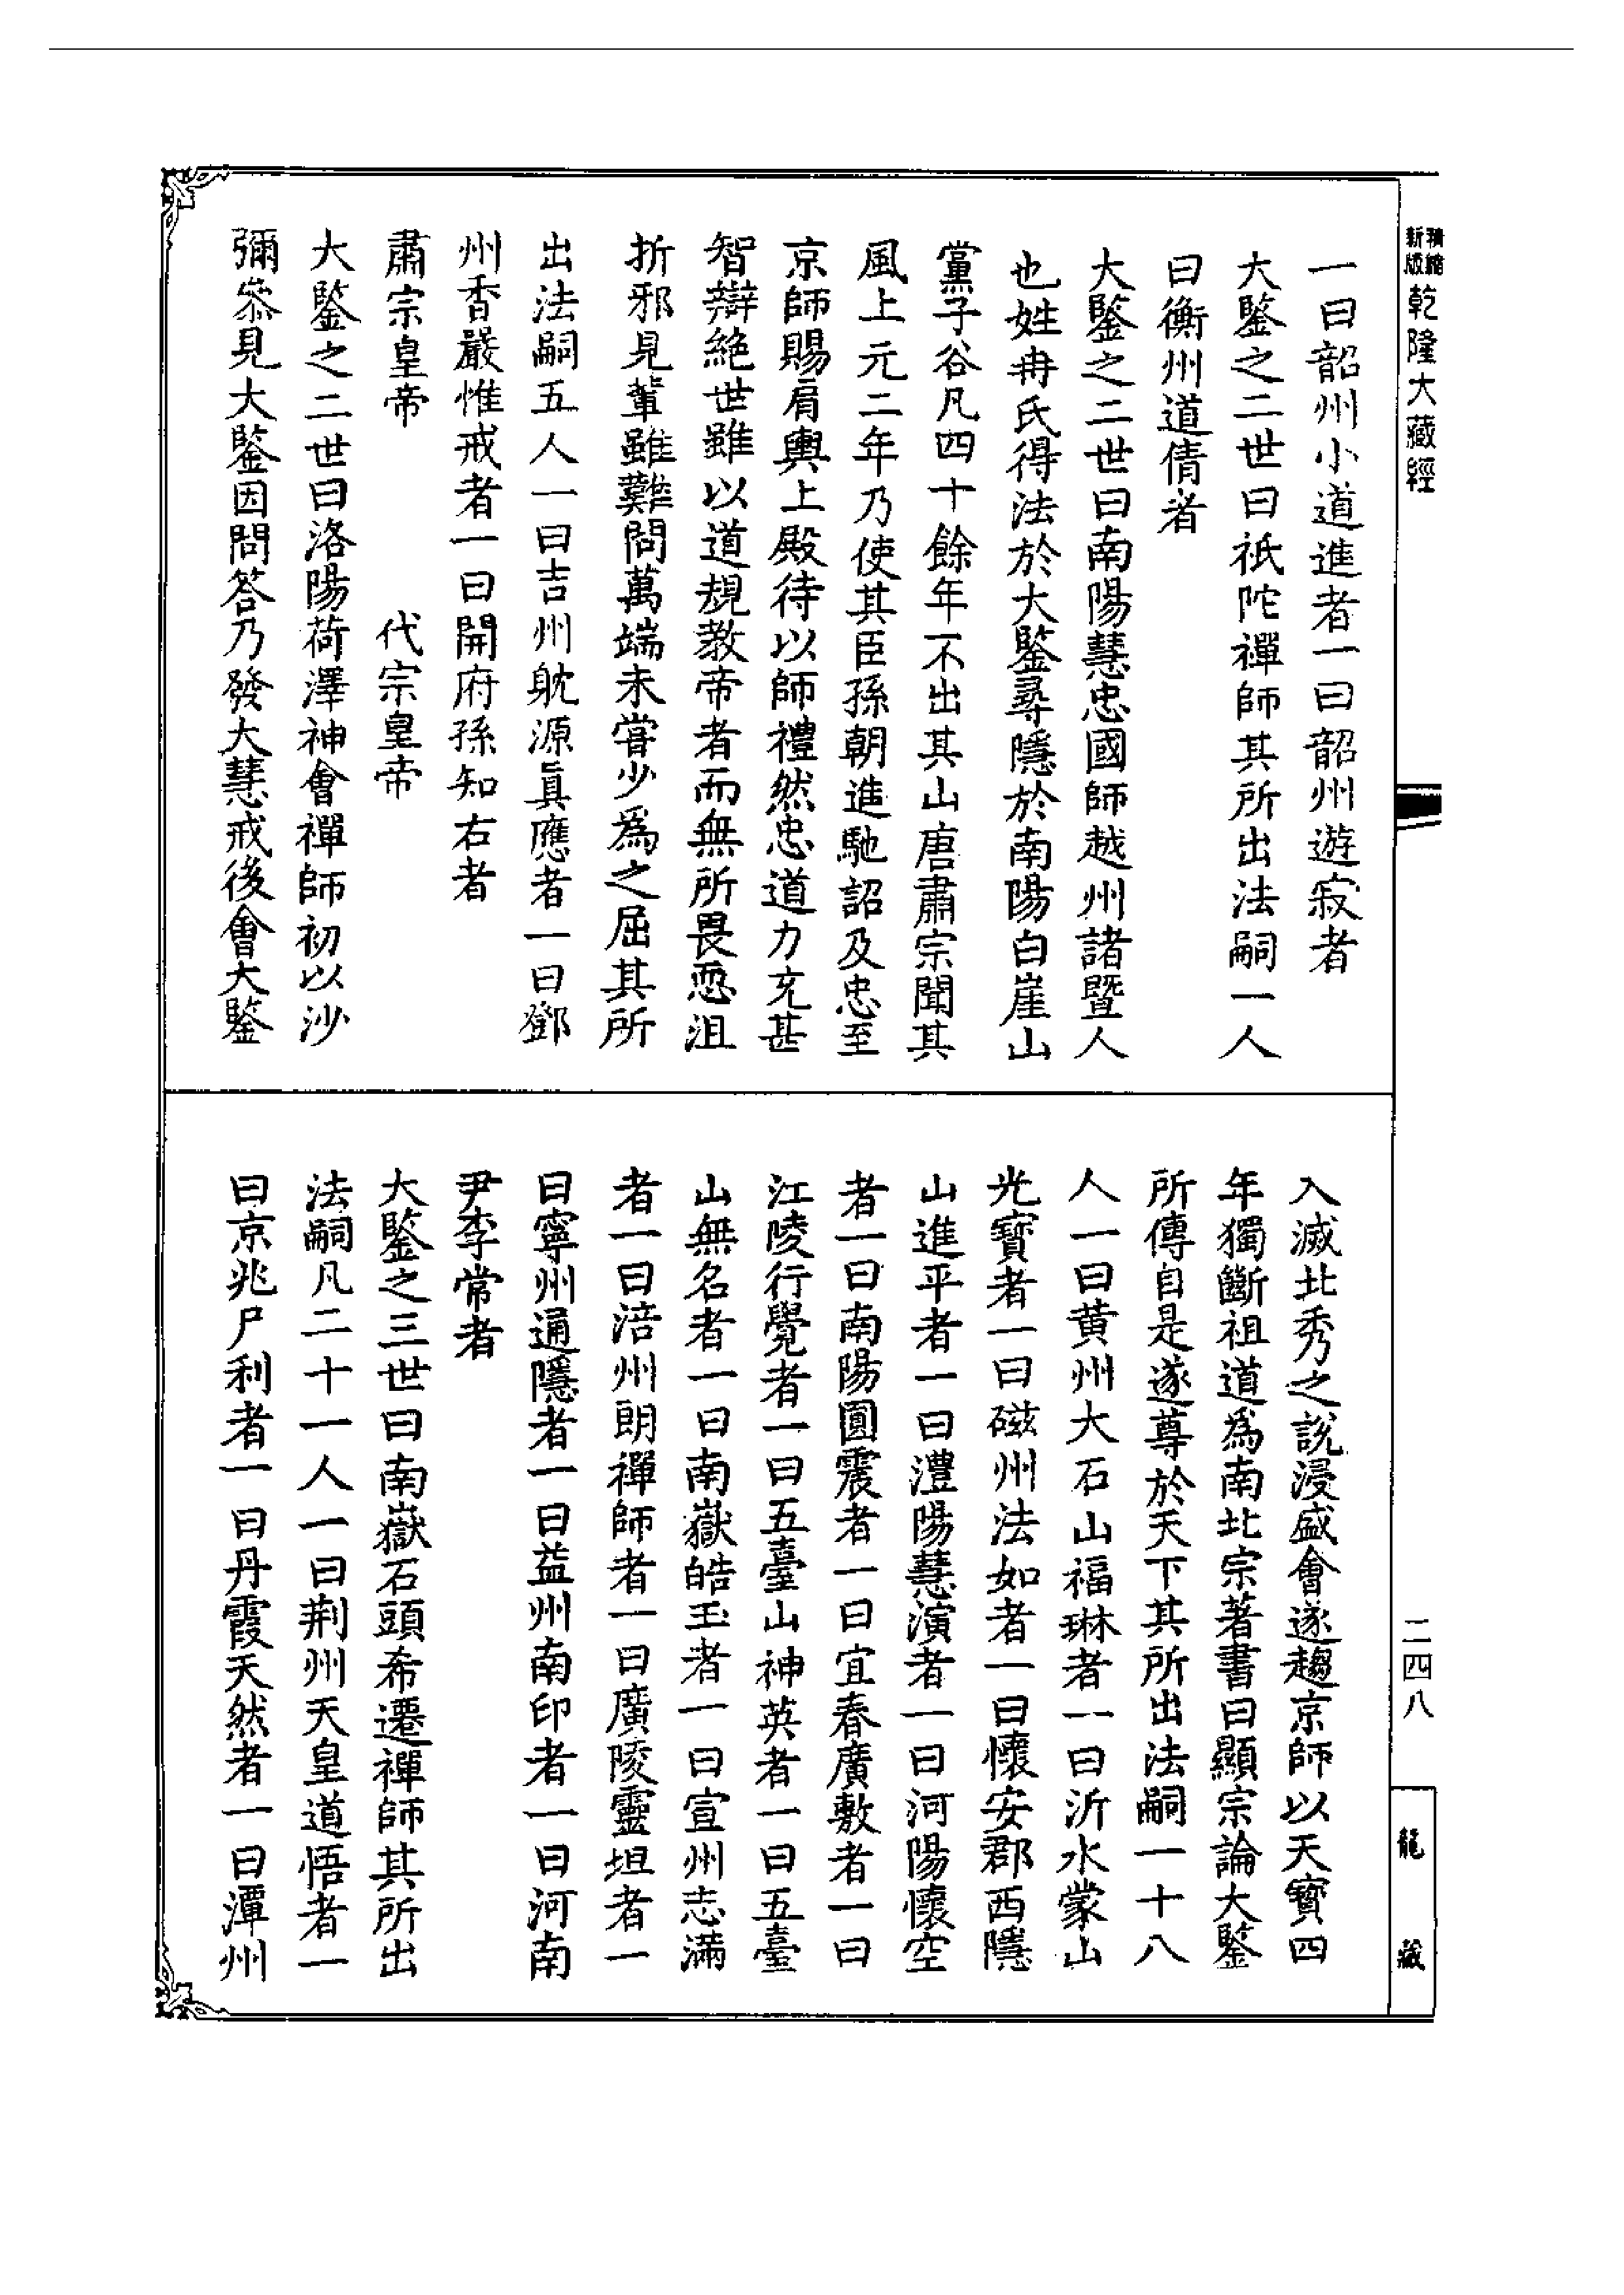 精縮新版乾隆大藏經
一曰韶州小道進者一曰韶州遊寂者
大鑒之二世曰祇陀禪師其所出法嗣一人
曰衡州道倩者
大鑒之二世曰南陽慧忠國師越州諸暨人
也姓冉氏得法於大鑒尋隱於南陽白崖山
黨子谷凡四十餘年不出其山唐肅宗聞其
風上元二年乃使其臣孫朝進馳詔及忠至
京師賜肩輿上殿待以師禮然忠道力充甚
智辯絕世雖以道規教帝者而無所畏恧沮
折邪見輩雖難問萬端未甞少為之屈其所
出法嗣五人一曰吉州躭源真應者一曰鄧
州香嚴惟戒者一曰開府孫知右者
肅宗皇帝 代宗皇帝
大鑒之二世曰洛陽荷澤神會禪師初以沙
彌叅見大鑒因問答乃發大慧戒後會大鑒
入滅北秀之說浸盛會遂趨京師以天寶四
年獨斷祖道為南北宗著書曰顯宗論大鑒
所傳自是遂尊於天下其所出法嗣一十八
人一曰黄州大石山福琳者一曰沂水蒙山
光寶者一曰磁州法如者一曰懷安郡西隱
山進平者一曰澧陽慧演者一曰河陽懷空
者一曰南陽圓震者一曰宜春廣敷者一曰
江陵行覺者一曰五臺山神英者一曰五臺
山無名者一曰南嶽皓玉者一曰宣州志滿
者一曰涪州朗禪師者一曰廣陵靈坦者一
曰寧州通隱者一曰益州南印者一曰河南
尹李常者
大鑒之三世曰南嶽石頭希遷禪師其所出
法嗣凡二十一人一曰荆州天皇道悟者一
曰京兆尸利者一曰丹霞天然者一曰潭州
二四八
龍藏